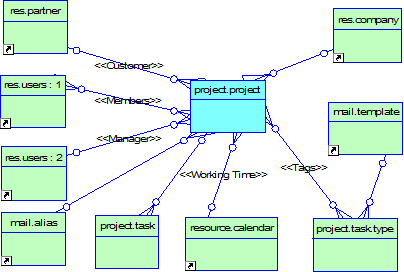 res.partner
res.company
<<Customer>>
res.users : 1
project.project
<<Members>>
mail.template
<<Manager>>
res.users : 2
<<Tags>>
<<Working Time>>
mail.alias
project.task
resource.calendar
project.task.type